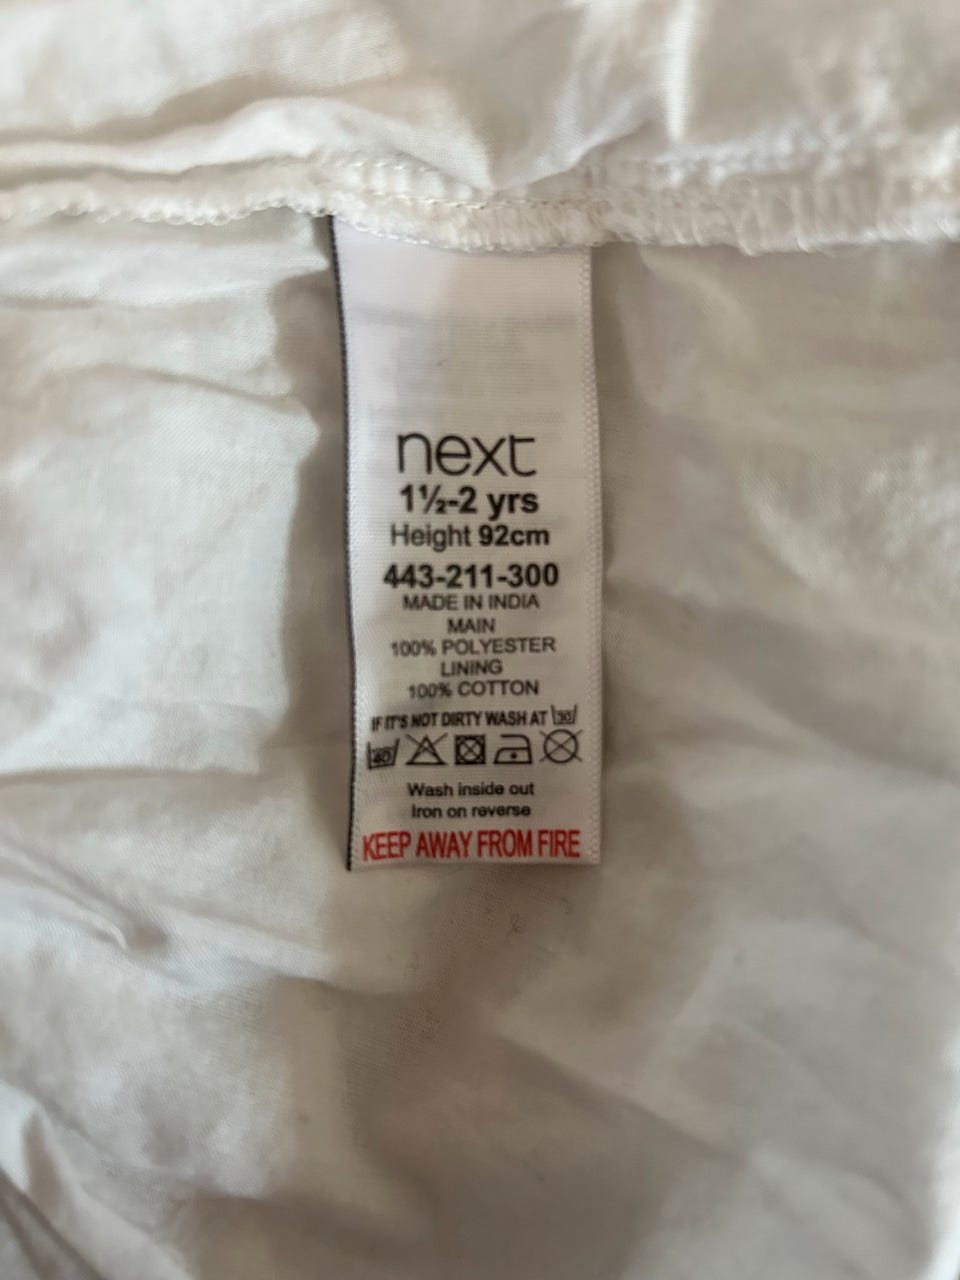 next
1½-2 yrs
Height 92cm
443-211-300
MADE IN INDIA
MAIN
100% POLYESTER
LINING
100% COTTON
IF IT'S NOT DIRTY WASH AT 30
40
Wash inside out
Iron on reverse
KEEP AWAY FROM FIRE